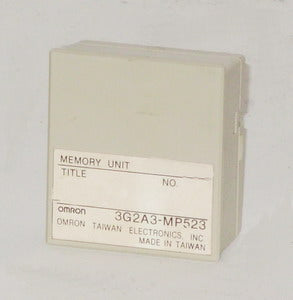 MEMORY UNIT
TITLE NO.
OMRON 3G2A3-MP523
OMRON TAIWAN ELECTRONICS, INC.
MADE IN TAIWAN